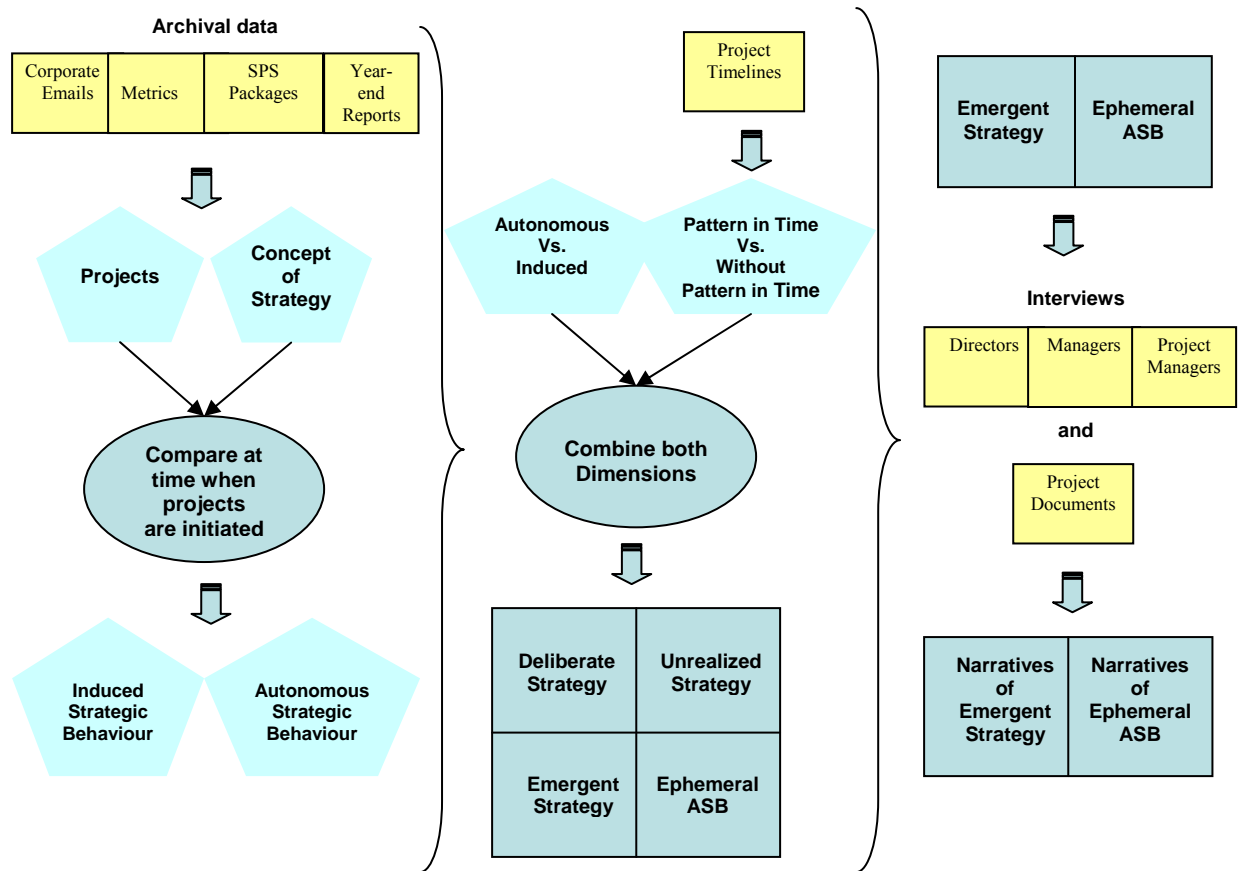 Archival data
Corporate
Emails
Metrics
SPS
Packages
Year-
end
Reports
Projects
Concept
of
Strategy
Compare at
time when
projects
are initiated
Induced
Strategic
Behaviour
Autonomous
Strategic
Behaviour
Project
Timelines
Autonomous
Vs.
Induced
Pattern in Time
Vs.
Without
Pattern in Time
Combine both
Dimensions
Deliberate
Strategy
Unrealized
Strategy
Emergent
Strategy
Ephemeral
ASB
Emergent
Strategy
Ephemeral
ASB
Interviews
Directors
Managers
Project
Managers
and
Project
Documents
Narratives
of
Emergent
Strategy
Narratives
of
Ephemeral
ASB